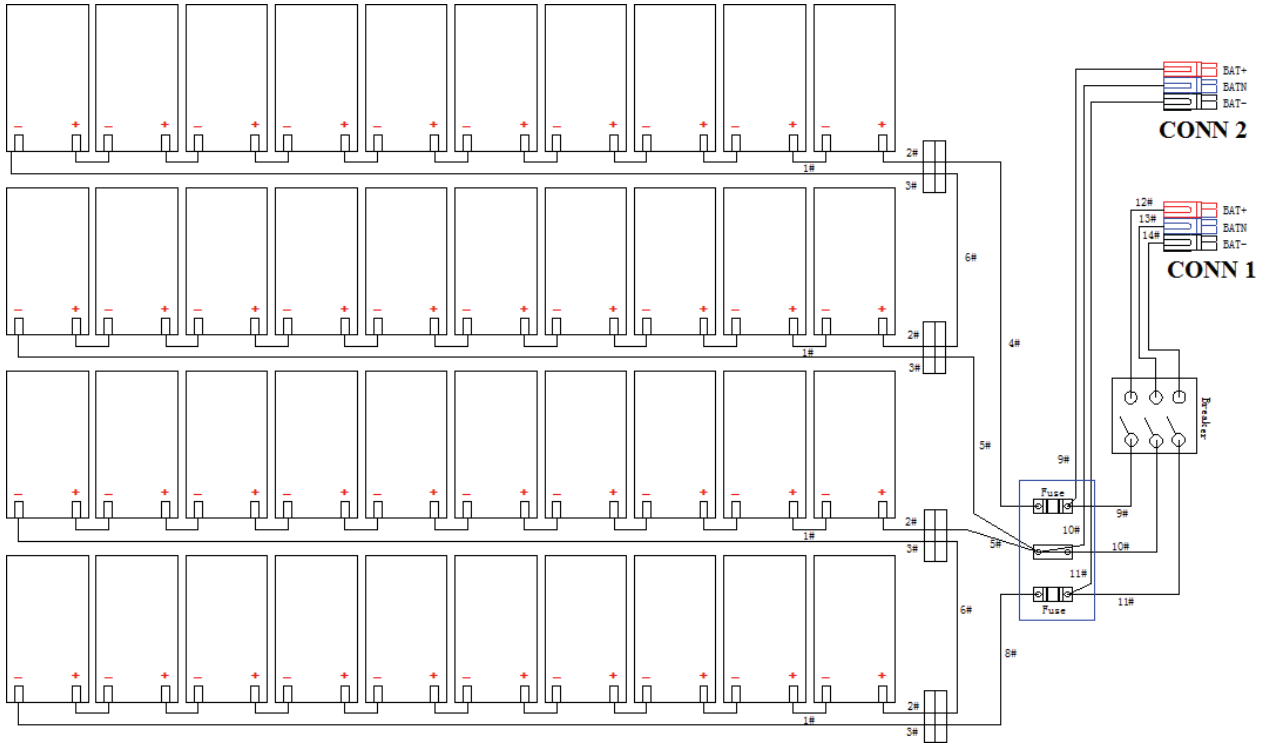 BAT+
BATN
BAT-
CONN 2
- + - + - + - + - + - + - + - + - + - +
2#
1#
3#
12#
BAT+
13#
BATN
14#
BAT-
CONN 1
6#
- + - + - + - + - + - + - + - + - + - +
2#
4#
1#
3#
Breaker
5#
9#
- + - + - + - + - + - + - + - + - + - +
Fuse
9#
2#
10#
1#
5#
10#
3#
11#
11#
6#
Fuse
8#
- + - + - + - + - + - + - + - + - + - +
2#
1#
3#